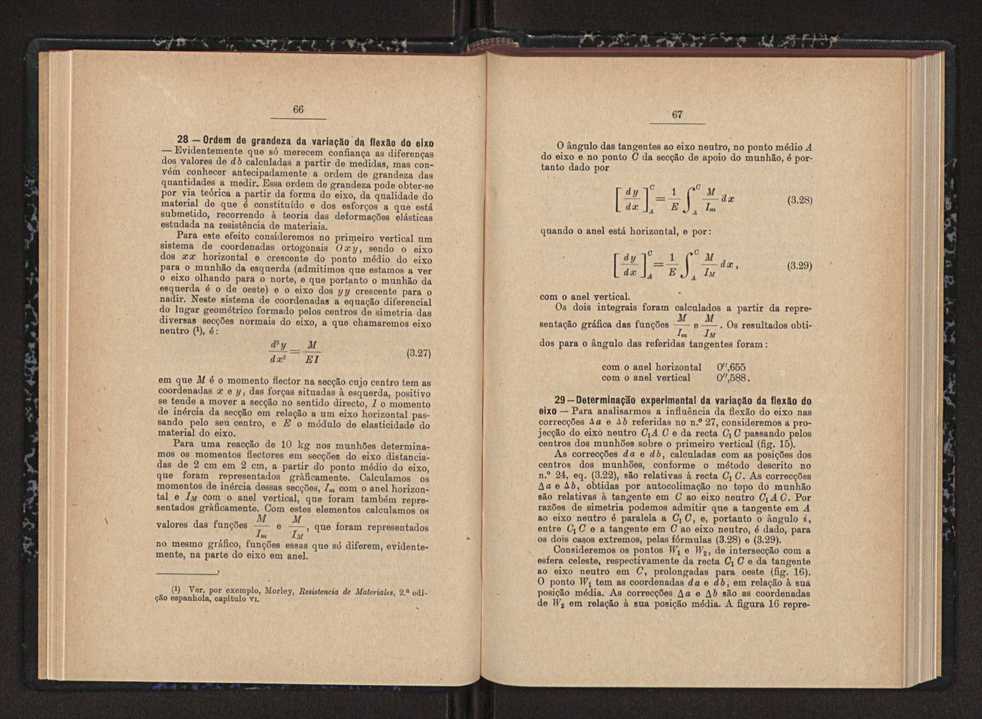 66
28 — Ordem de grandeza da variação da flexão do eixo
— Evidentemente que só merecem confiança as diferenças
dos valores de db calculadas a partir de medidas, mas con-
vém conhecer antecipadamente a ordem de grandeza das
quantidades a medir. Essa ordem de grandeza pode obter-se
por via teórica a partir da forma do eixo, da qualidade do
material de que é constituído e dos esforços a que está
submetido, recorrendo à teoria das deformações elásticas
estudada na resistência de materiais.
Para este efeito consideremos no primeiro vertical um
sistema de coordenadas ortogonais Oxy, sendo o eixo
dos xx horizontal e crescente do ponto médio do eixo
para o munhão da esquerda (admitimos que estamos a ver
o eixo olhando para o norte, e que portanto o munhão da
esquerda é o de oeste) e o eixo dos yy crescente para o
nadir. Neste sistema de coordenadas a equação diferencial
do lugar geométrico formado pelos centros de simetria das
diversas secções normais do eixo, a que chamaremos eixo
neutro (¹), é:
d²y/dx² = M/EI (3.27)
em que M é o momento flector na secção cujo centro tem as
coordenadas x e y, das forças situadas à esquerda, positivo
se tende a mover a secção no sentido directo, I o momento
de inércia da secção em relação a um eixo horizontal pas-
sando pelo seu centro, e E o módulo de elasticidade do
material do eixo.
Para uma reacção de 10 kg nos munhões determina-
mos os momentos flectores em secções do eixo distancia-
das de 2 cm em 2 cm, a partir do ponto médio do eixo,
que foram representados gràficamente. Calculamos os
momentos de inércia dessas secções, Iₘ com o anel horizon-
tal e I_M com o anel vertical, que foram também repre-
sentados gràficamente. Com estes elementos calculamos os
valores das funções M/Iₘ e M/I_M, que foram representados
no mesmo gráfico, funções essas que só diferem, evidente-
mente, na parte do eixo em anel.
(¹) Ver, por exemplo, Morley, Resistencia de Materiales, 2.ª edi-
ção espanhola, capítulo VI.
67
O ângulo das tangentes ao eixo neutro, no ponto médio A
do eixo e no ponto C da secção de apoio do munhão, é por-
tanto dado por
[dy/dx]_A^C = 1/E ∫_A^C M/Iₘ dx (3.28)
quando o anel está horizontal, e por:
[dy/dx]_A^C = 1/E ∫_A^C M/I_M dx, (3.29)
com o anel vertical.
Os dois integrais foram calculados a partir da repre-
sentação gráfica das funções M/Iₘ e M/I_M. Os resultados obti-
dos para o ângulo das referidas tangentes foram:
com o anel horizontal 0″,655
com o anel vertical 0″,588.
29 — Determinação experimental da variação da flexão do
eixo — Para analisarmos a influência da flexão do eixo nas
correcções Δa e Δb referidas no n.º 27, consideremos a pro-
jecção do eixo neutro C₁A C e da recta C₁ C passando pelos
centros dos munhões sobre o primeiro vertical (fig. 15).
As correcções da e db, calculadas com as posições dos
centros dos munhões, conforme o método descrito no
n.º 24, eq. (3.22), são relativas à recta C₁ C. As correcções
Δa e Δb, obtidas por autocolimação no topo do munhão
são relativas à tangente em C ao eixo neutro C₁A C. Por
razões de simetria podemos admitir que a tangente em A
ao eixo neutro é paralela a C₁ C, e, portanto o ângulo i,
entre C₁ C e a tangente em C ao eixo neutro, é dado, para
os dois casos extremos, pelas fórmulas (3.28) e (3.29).
Consideremos os pontos W₁ e W₂, de intersecção com a
esfera celeste, respectivamente da recta C₁ C e da tangente
ao eixo neutro em C, prolongadas para oeste (fig. 16).
O ponto W₁ tem as coordenadas da e db, em relação à sua
posição média. As correcções Δa e Δb são as coordenadas
de W₂ em relação à sua posição média. A figura 16 repre-